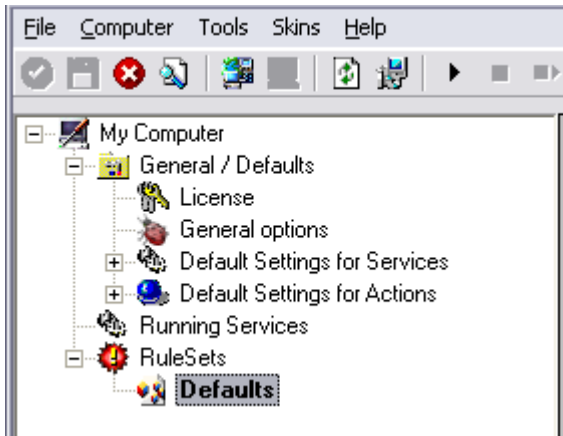 File Computer Tools Skins Help
My Computer
General / Defaults
License
General options
Default Settings for Services
Default Settings for Actions
Running Services
RuleSets
Defaults